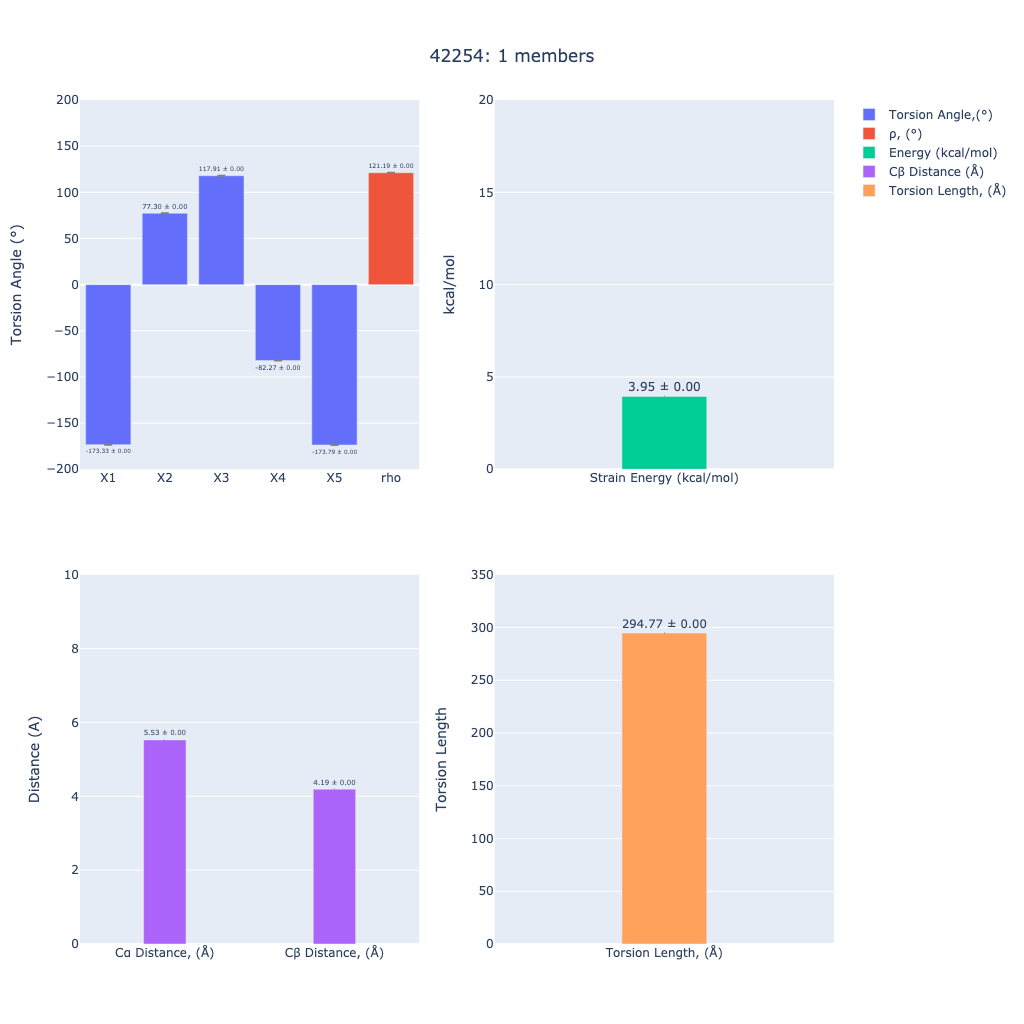 42254: 1 members
Torsion Angle (°)
200
150
100
50
0
−50
−100
−150
−200
-173.33 ± 0.00
77.30 ± 0.00
117.91 ± 0.00
-82.27 ± 0.00
-173.79 ± 0.00
121.19 ± 0.00
X1 X2 X3 X4 X5 rho
kcal/mol
20
15
10
5
0
3.95 ± 0.00
Strain Energy (kcal/mol)
Torsion Angle,(°)
ρ, (°)
Energy (kcal/mol)
Cβ Distance (Å)
Torsion Length, (Å)
Distance (A)
10
8
6
4
2
0
5.53 ± 0.00
4.19 ± 0.00
Cα Distance, (Å) Cβ Distance, (Å)
Torsion Length
350
300
250
200
150
100
50
0
294.77 ± 0.00
Torsion Length, (Å)